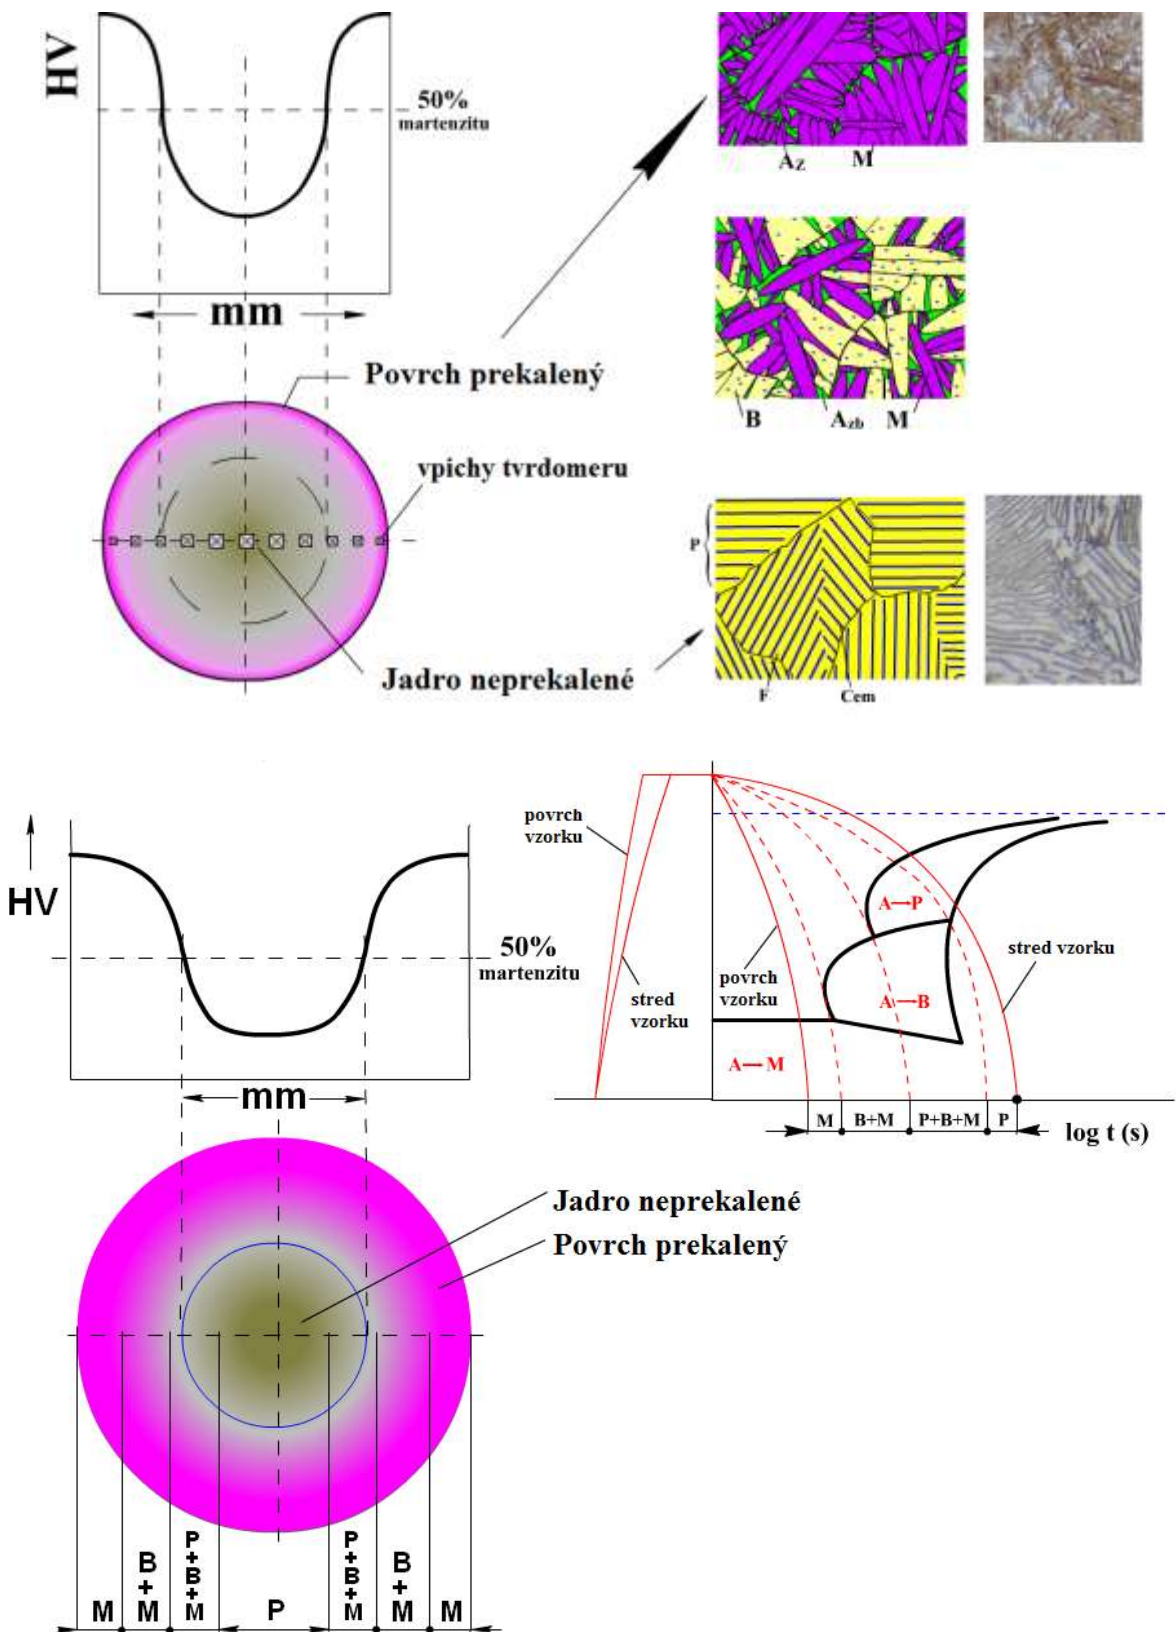 HV
50%
martenzitu
mm
Az M
Povrch prekalený
B Azb M
vpichy tvrdomeru
P
F Cem
Jadro neprekalené
HV
50%
martenzitu
mm
povrch
vzorku
stred
vzorku
povrch
vzorku
A→P
A→B
A→M
stred vzorku
M B+M P+B+M P
log t (s)
Jadro neprekalené
Povrch prekalený
M B+M P+B+M P P+B+M B+M M